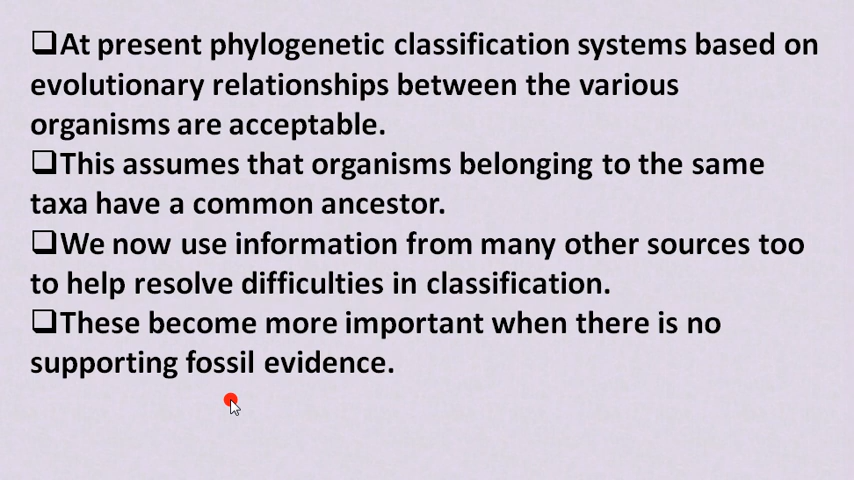 ❑At present phylogenetic classification systems based on
evolutionary relationships between the various
organisms are acceptable.
❑This assumes that organisms belonging to the same
taxa have a common ancestor.
❑We now use information from many other sources too
to help resolve difficulties in classification.
❑These become more important when there is no
supporting fossil evidence.